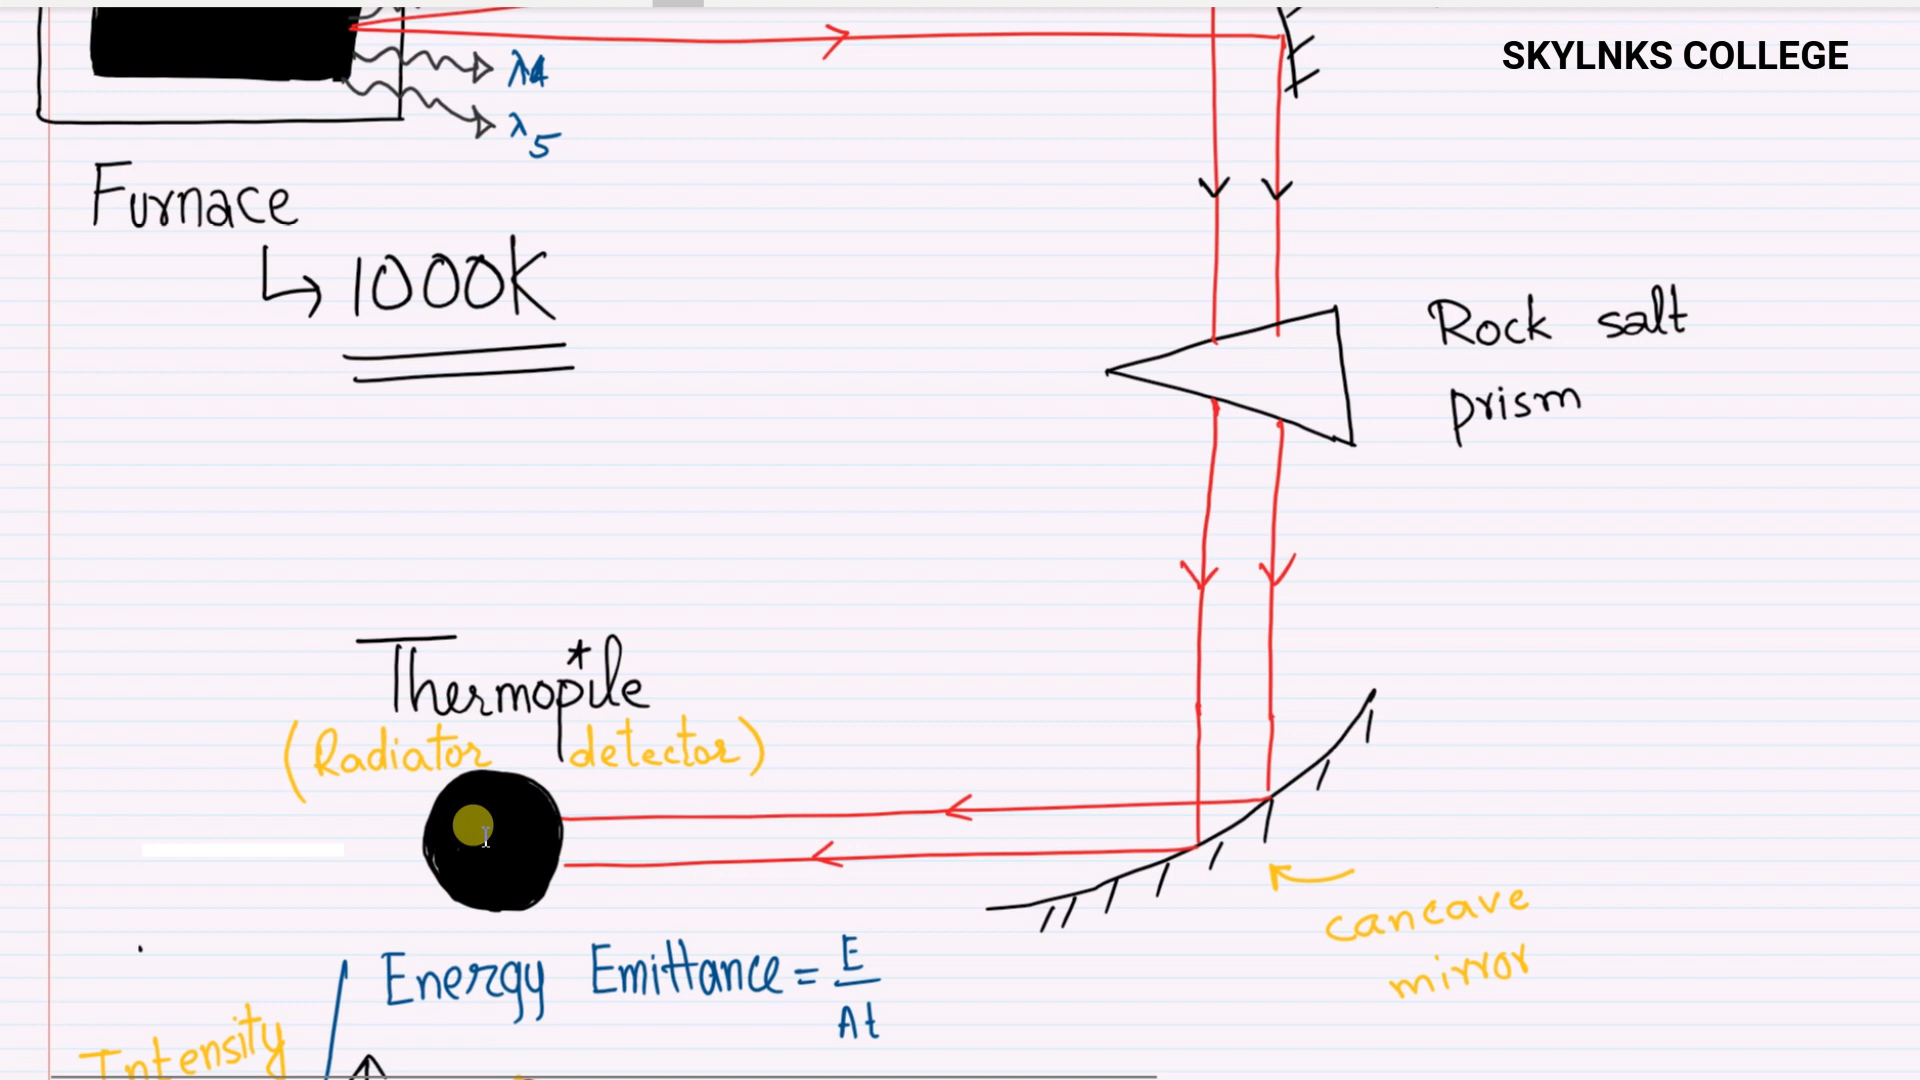 SKYLNKS COLLEGE
λ4
λ5
Furnace
↳ 1000K
Rock salt
prism
Thermopile*
(Radiator detector)
cancave
mirror
Energy Emittance = E
At
Intensity